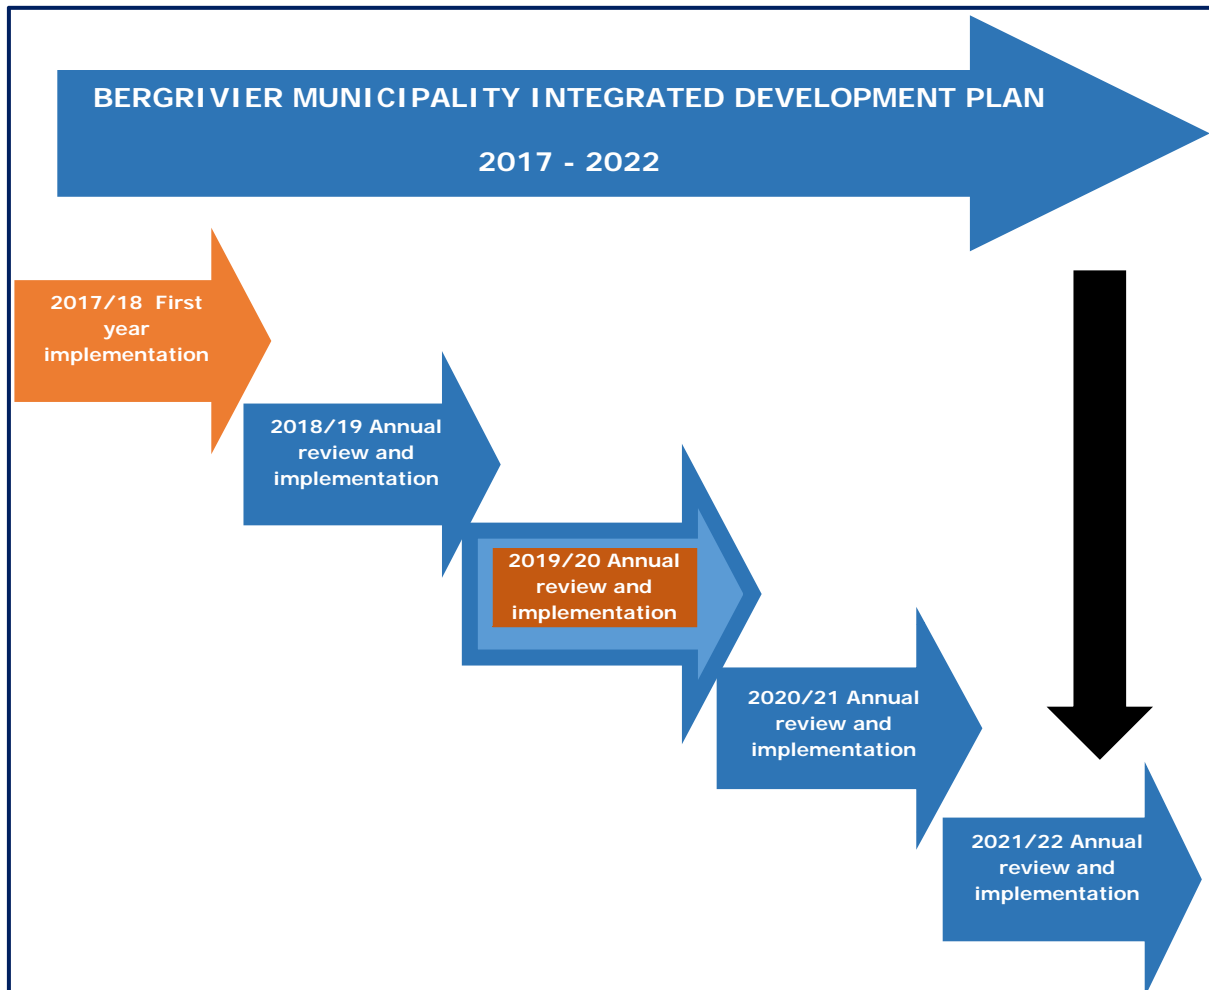 BERGRIVIER MUNICIPALITY INTEGRATED DEVELOPMENT PLAN
2017 - 2022
2017/18 First
year
implementation
2018/19 Annual
review and
implementation
2019/20 Annual
review and
implementation
2020/21 Annual
review and
implementation
2021/22 Annual
review and
implementation